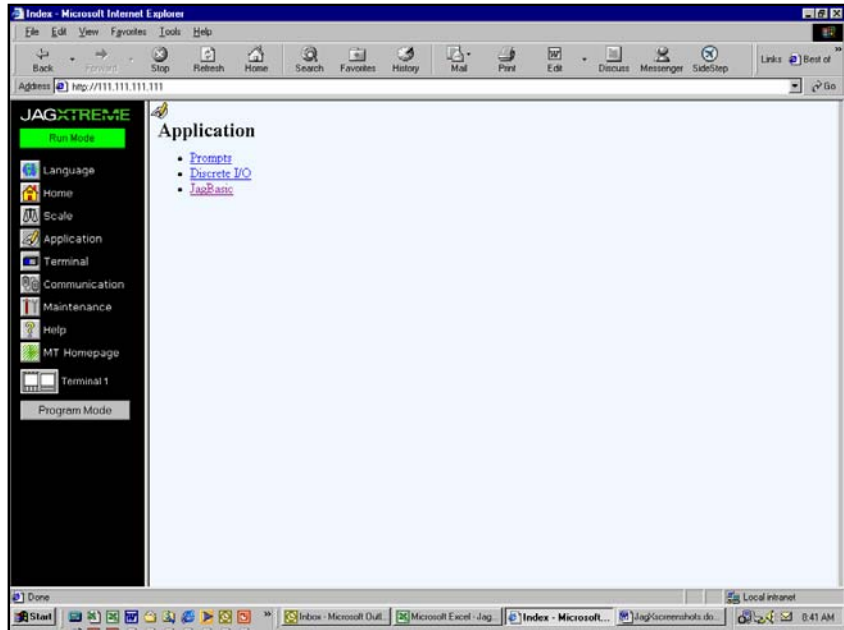 Index - Microsoft Internet Explorer
File Edit View Favorites Tools Help
Back Forward Stop Refresh Home Search Favorites History Mail Print Edit Discuss Messenger SideStep Links Best of
Address http://111.111.111.111 Go
JAGXTREME
Run Mode
Language
Home
Scale
Application
Terminal
Communication
Maintenance
Help
MT Homepage
Terminal 1
Program Mode
Application
Prompts
Discrete I/O
JagBasic
Done Local intranet
Start Inbox - Microsoft Outl... Microsoft Excel - Jag... Index - Microsoft... JagXscreenshots.do... 8:41 AM